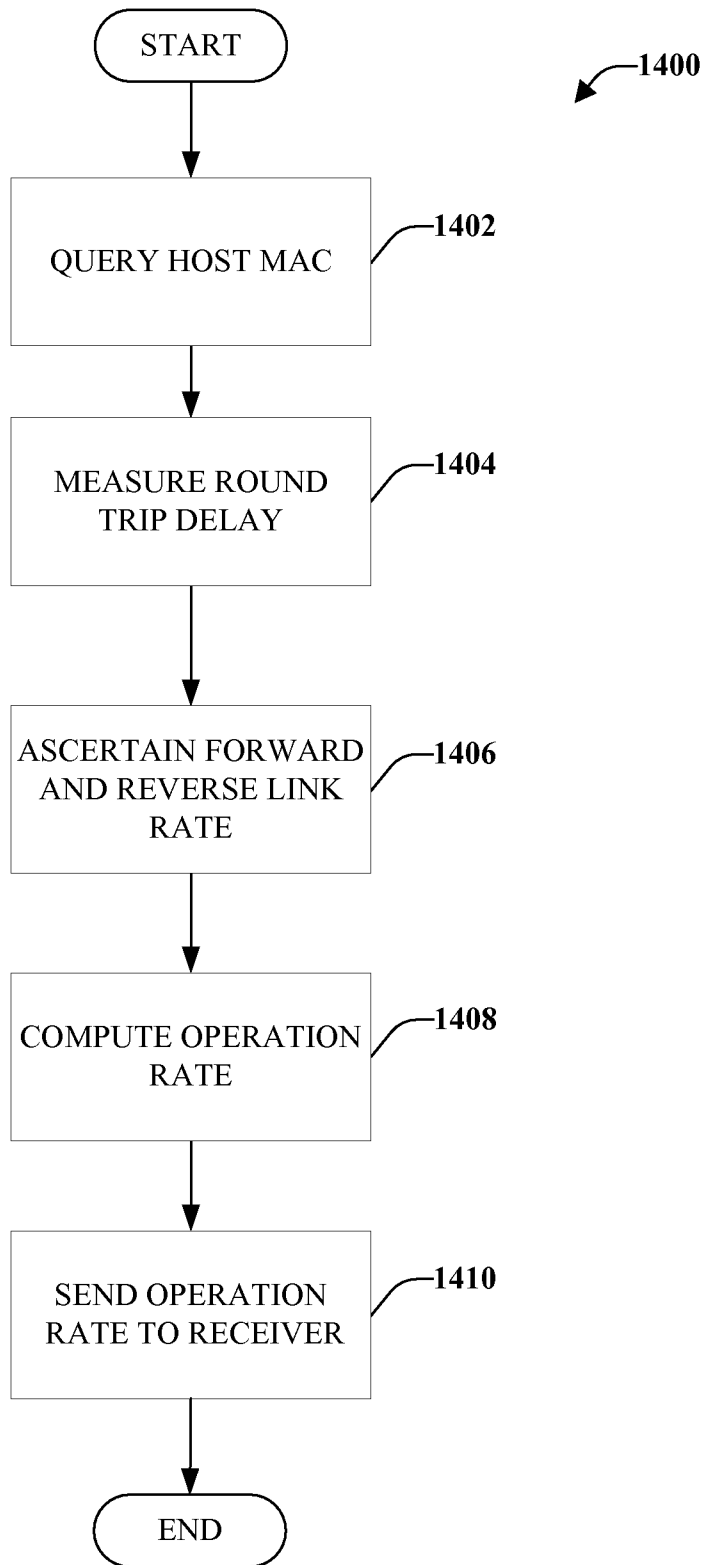 START
1400
QUERY HOST MAC
1402
MEASURE ROUND
TRIP DELAY
1404
ASCERTAIN FORWARD
AND REVERSE LINK
RATE
1406
COMPUTE OPERATION
RATE
1408
SEND OPERATION
RATE TO RECEIVER
1410
END